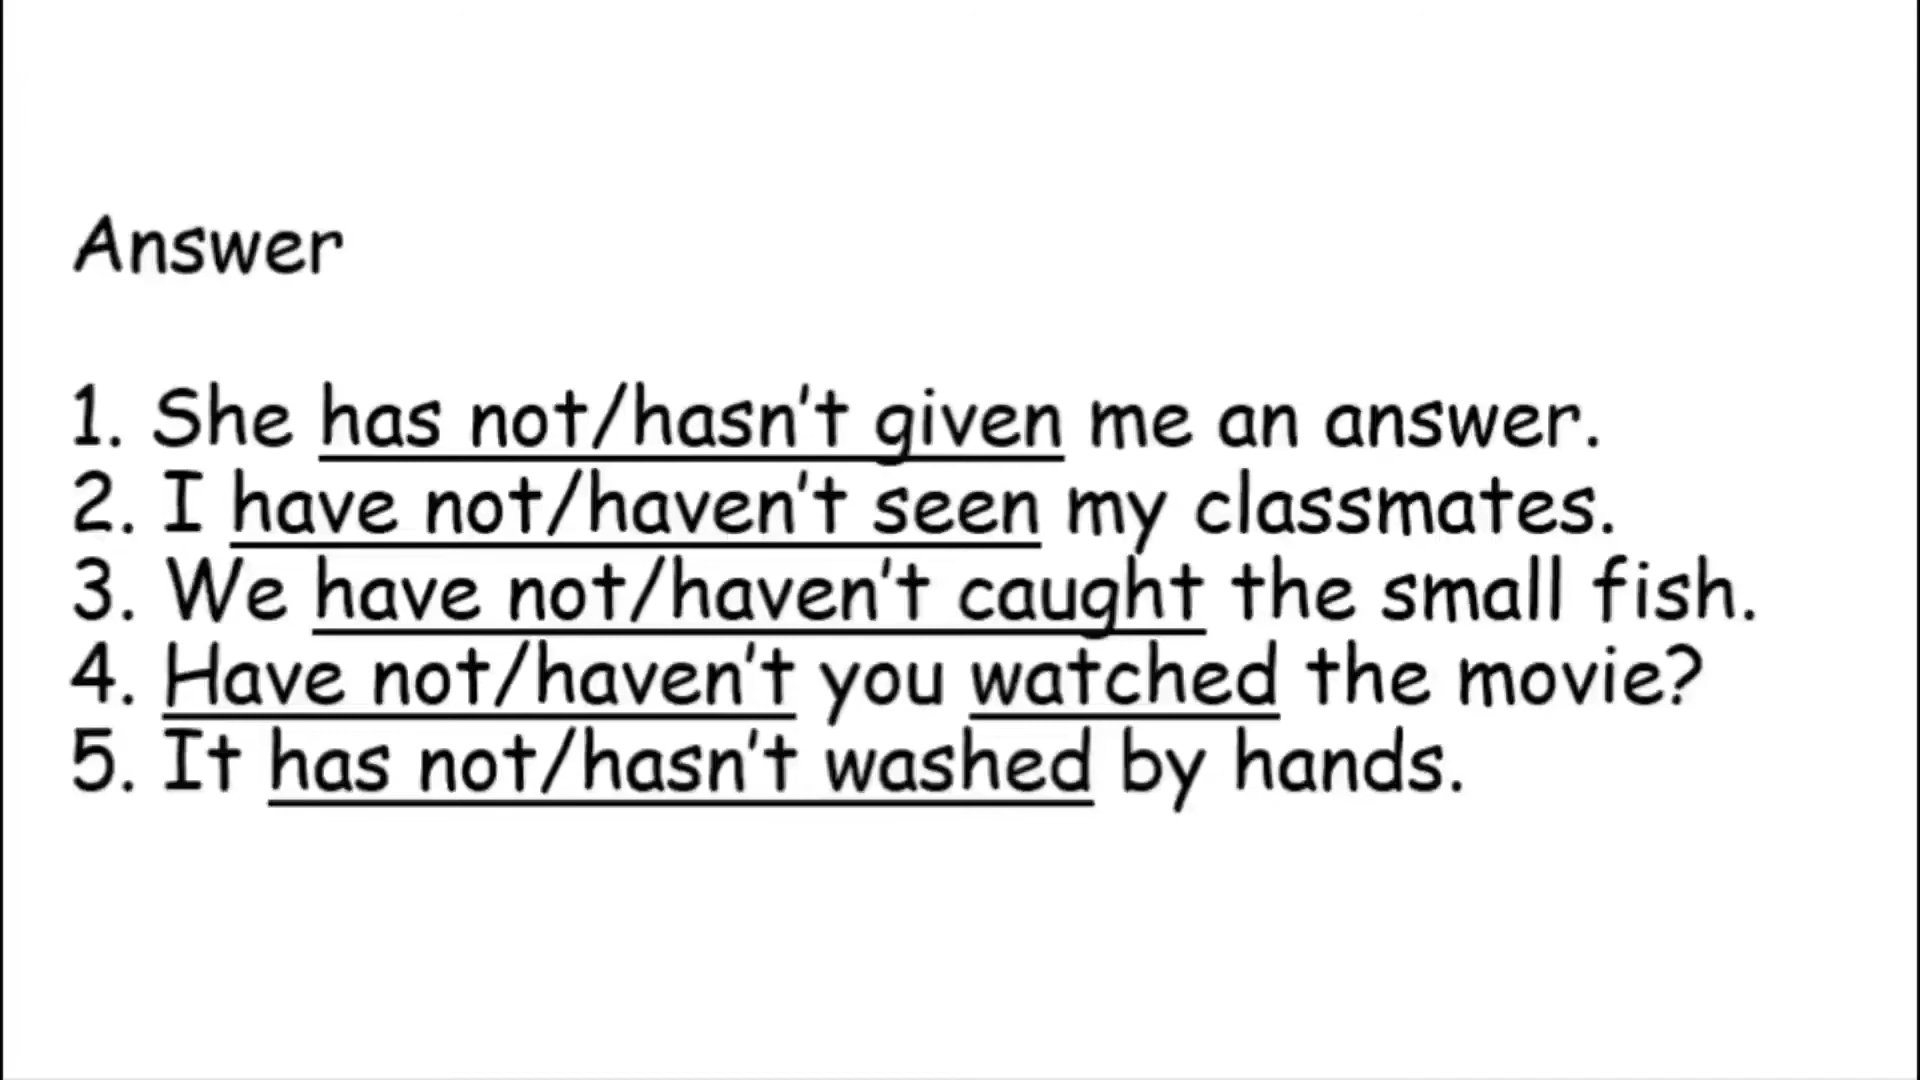 Answer
1. She has not/hasn't given me an answer.
2. I have not/haven't seen my classmates.
3. We have not/haven't caught the small fish.
4. Have not/haven't you watched the movie?
5. It has not/hasn't washed by hands.